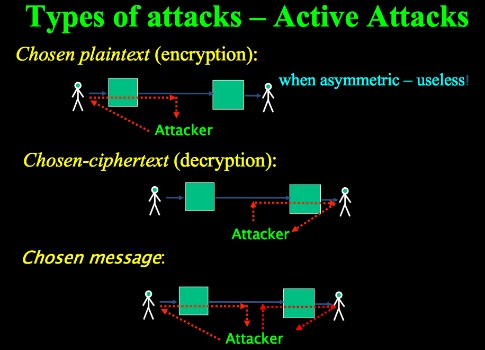 Types of attacks – Active Attacks
Chosen plaintext (encryption):
when asymmetric – useless!
Attacker
Chosen-ciphertext (decryption):
Attacker
Chosen message:
Attacker